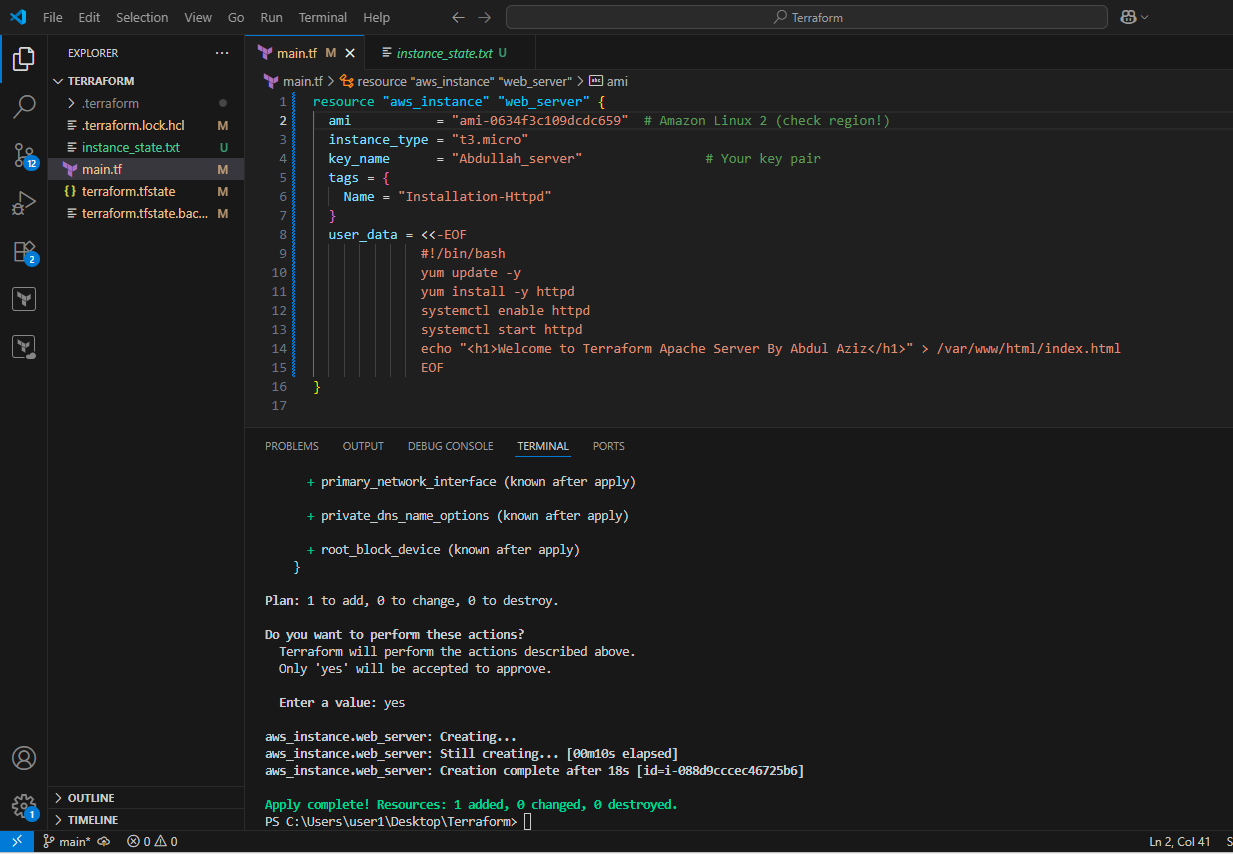 File Edit Selection View Go Run Terminal Help
Terraform
EXPLORER
TERRAFORM
.terraform
.terraform.lock.hcl M
instance_state.txt U
main.tf M
{} terraform.tfstate M
terraform.tfstate.bac... M
OUTLINE
TIMELINE
12
2
1
main.tf M
instance_state.txt U
main.tf > resource "aws_instance" "web_server" > abc ami
1 resource "aws_instance" "web_server" {
2 ami = "ami-0634f3c109dcdc659" # Amazon Linux 2 (check region!)
3 instance_type = "t3.micro"
4 key_name = "Abdullah_server" # Your key pair
5 tags = {
6 Name = "Installation-Httpd"
7 }
8 user_data = <<-EOF
9 #!/bin/bash
10 yum update -y
11 yum install -y httpd
12 systemctl enable httpd
13 systemctl start httpd
14 echo "<h1>Welcome to Terraform Apache Server By Abdul Aziz</h1>" > /var/www/html/index.html
15 EOF
16 }
17
PROBLEMS OUTPUT DEBUG CONSOLE TERMINAL PORTS
+ primary_network_interface (known after apply)
+ private_dns_name_options (known after apply)
+ root_block_device (known after apply)
}
Plan: 1 to add, 0 to change, 0 to destroy.
Do you want to perform these actions?
Terraform will perform the actions described above.
Only 'yes' will be accepted to approve.
Enter a value: yes
aws_instance.web_server: Creating...
aws_instance.web_server: Still creating... [00m10s elapsed]
aws_instance.web_server: Creation complete after 18s [id=i-088d9cccec46725b6]
Apply complete! Resources: 1 added, 0 changed, 0 destroyed.
PS C:\Users\user1\Desktop\Terraform>
main* 0 0
Ln 2, Col 41 S